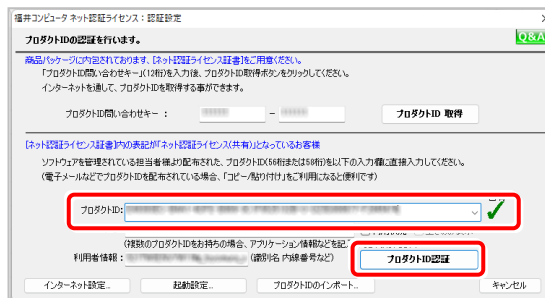 福井コンピュータ ネット認証ライセンス：認証設定
プロダクトIDの認証を行います。
Q&A
商品パッケージに内包されております、[ネット認証ライセンス証書]をご用意ください。
「プロダクトID問い合わせキー」(12桁)を入力後、プロダクトID取得ボタンをクリックしてください。
インターネットを通して、プロダクトIDを取得する事ができます。
プロダクトID問い合わせキー：
－
プロダクトID 取得
[ネット認証ライセンス証書]内の表記が「ネット認証ライセンス(共有)」となっているお客様
ソフトウェアを管理されている担当者様より配布された、プロダクトID(56桁または58桁)を以下の入力欄に直接入力してください。
(電子メールなどでプロダクトIDを配布されている場合、「コピー/貼り付け」をご利用になると便利です)
プロダクトID:
(複数のプロダクトIDをお持ちの場合、アプリケーション情報などを記
利用者情報：
(識別名 内線番号など)
プロダクトID認証
インターネット設定...
起動設定...
プロダクトIDのインポート...
キャンセル